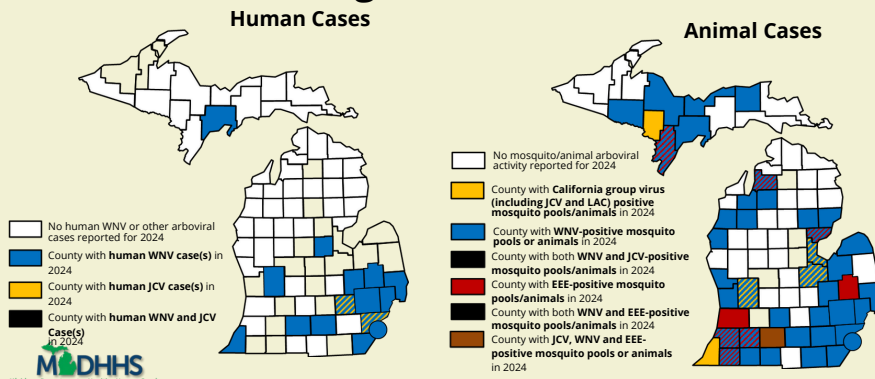 Human Cases
No human WNV or other arboviral
cases reported for 2024
County with human WNV case(s) in
2024
County with human JCV case(s) in
2024
County with human WNV and JCV
Case(s)
in 2024
MDHHS
Animal Cases
No mosquito/animal arboviral
activity reported for 2024
County with California group virus
(including JCV and LAC) positive
mosquito pools/animals in 2024
County with WNV-positive mosquito
pools or animals in 2024
County with both WNV and JCV-positive
mosquito pools/animals in 2024
County with EEE-positive mosquito
pools/animals in 2024
County with both WNV and EEE-positive
mosquito pools/animals in 2024
County with JCV, WNV and EEE-
positive mosquito pools or animals
in 2024